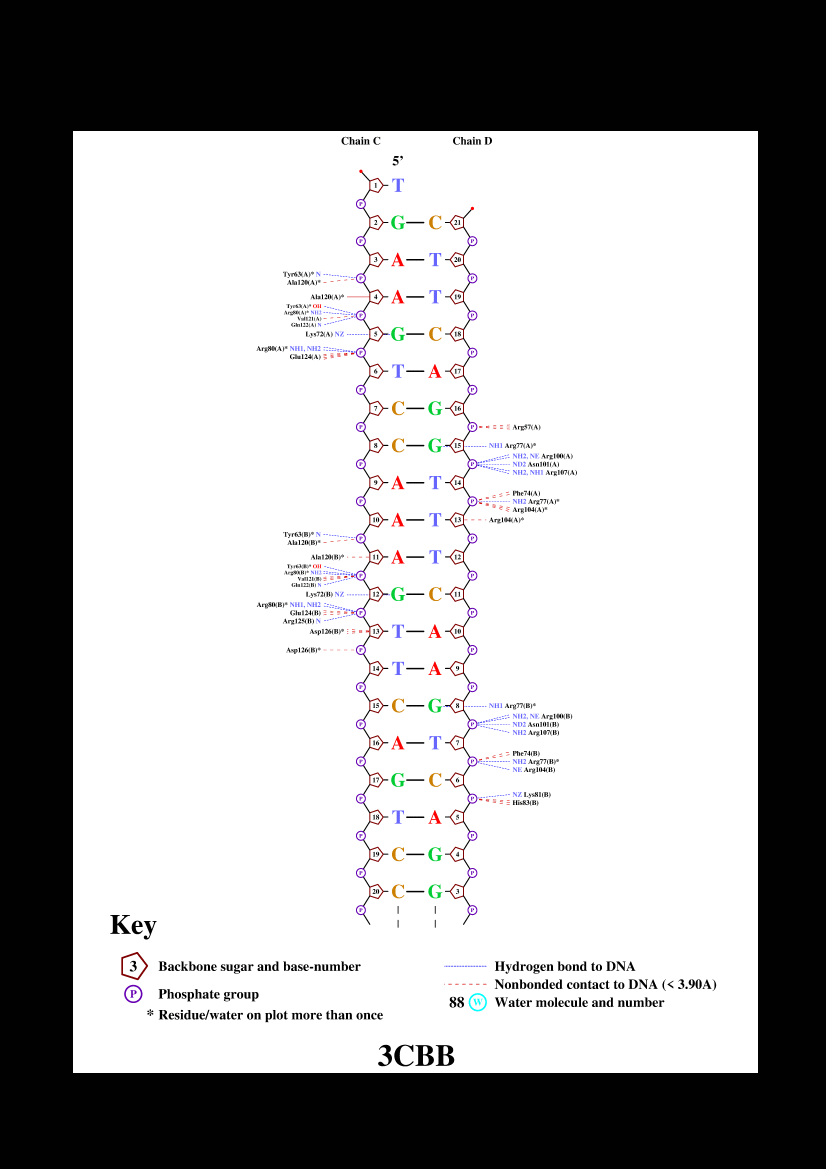 Chain C Chain D
5’
1 T
P
2 G C 21
P P
3 A T 20
Tyr63(A)* N
P P
Ala120(A)*
Ala120(A)* 4 A T 19
Tyr63(A)* OH
Arg80(A)* NH2
P P
Val121(A)
Gln122(A) N
Lys72(A) NZ 5 G C 18
Arg80(A)* NH1, NH2
P P
Glu124(A)
6 T A 17
P P
7 C G 16
P P Arg57(A)
8 C G 15 NH1 Arg77(A)*
NH2, NE Arg100(A)
P P ND2 Asn101(A)
NH2, NH1 Arg107(A)
9 A T 14
Phe74(A)
P P NH2 Arg77(A)*
Arg104(A)*
10 A T 13 Arg104(A)*
Tyr63(B)* N
P P
Ala120(B)*
Ala120(B)* 11 A T 12
Tyr63(B)* OH
Arg80(B)* NH2
P P
Val121(B)
Gln122(B) N
Lys72(B) NZ 12 G C 11
Arg80(B)* NH1, NH2
Glu124(B) P P
Arg125(B) N
Asp126(B)* 13 T A 10
Asp126(B)* P P
14 T A 9
P P
15 C G 8 NH1 Arg77(B)*
NH2, NE Arg100(B)
P P ND2 Asn101(B)
NH2 Arg107(B)
16 A T 7
Phe74(B)
P P NH2 Arg77(B)*
NE Arg104(B)
17 G C 6
NZ Lys81(B)
P P
His83(B)
18 T A 5
P P
19 C G 4
P P
20 C G 3
P P
Key
3 Backbone sugar and base-number
P Phosphate group
* Residue/water on plot more than once
Hydrogen bond to DNA
Nonbonded contact to DNA (< 3.90A)
88 W Water molecule and number
3CBB